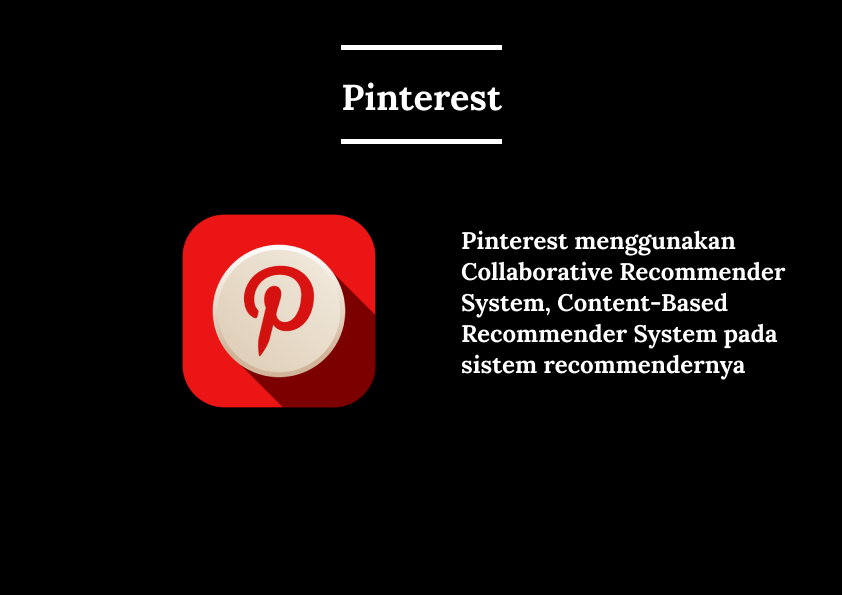 Pinterest
Pinterest menggunakan
Collaborative Recommender
System, Content-Based
Recommender System pada
sistem recommendernya